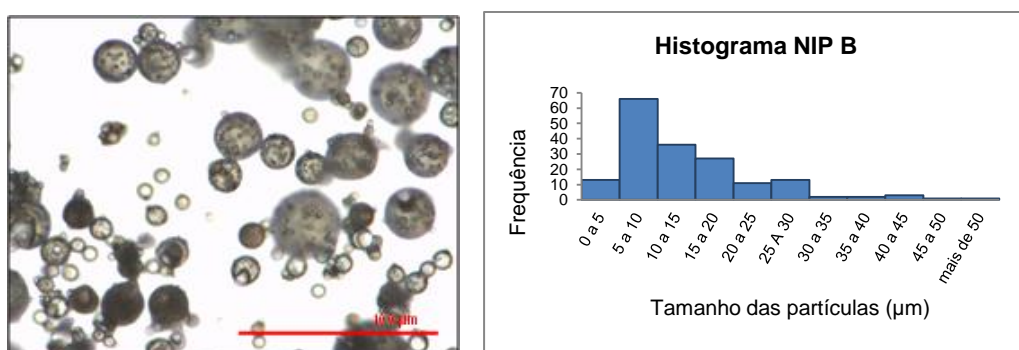 Histograma NIP B
Frequência
70
60
50
40
30
20
10
0
0 a 5
5 a 10
10 a 15
15 a 20
20 a 25
25 A 30
30 a 35
35 a 40
40 a 45
45 a 50
mais de 50
Tamanho das partículas (µm)